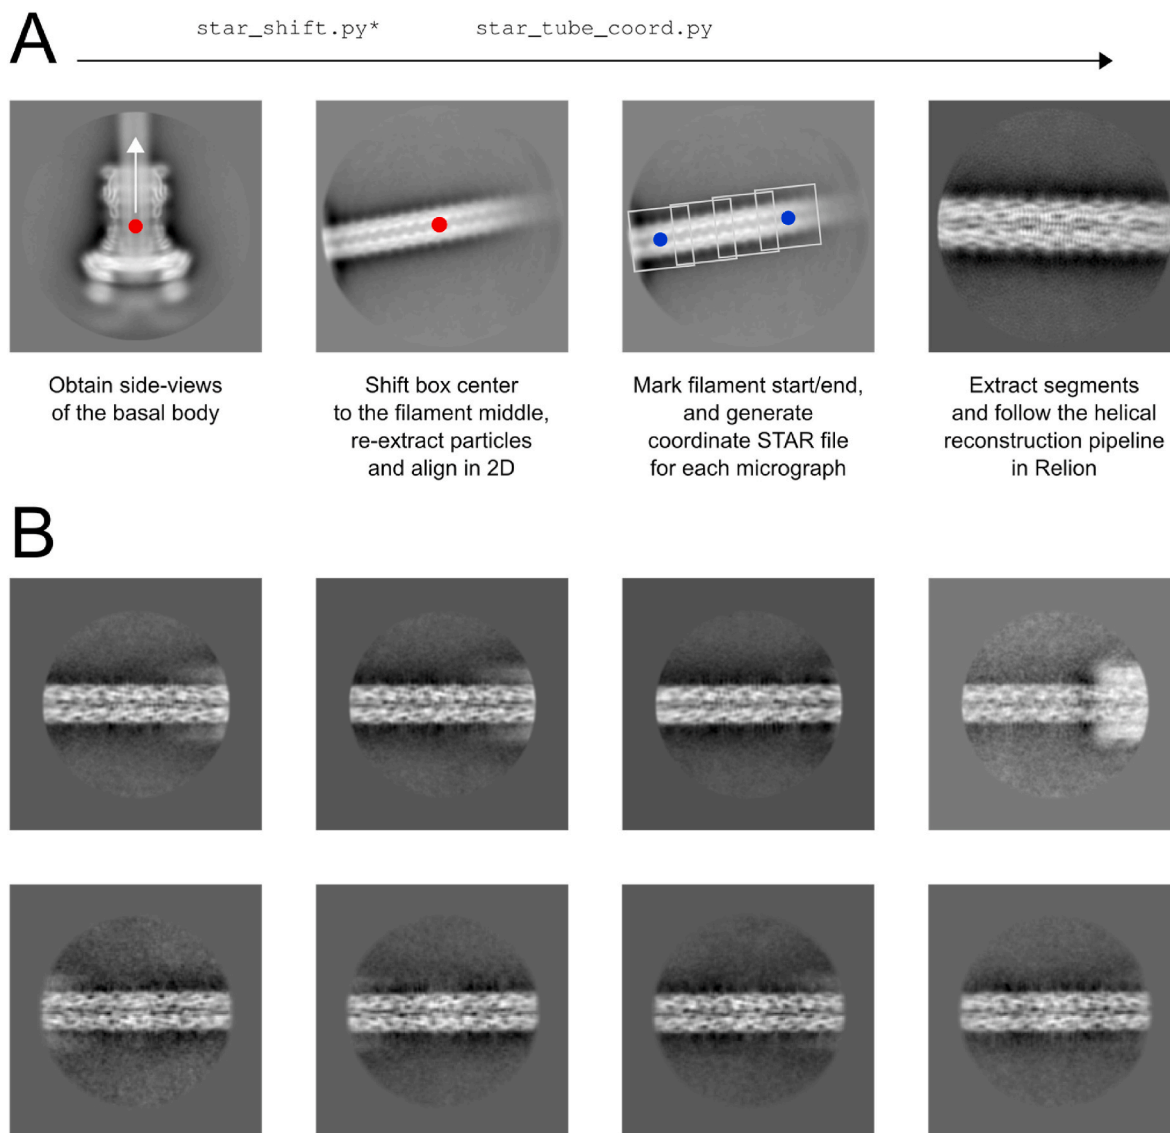 A
star_shift.py*
star_tube_coord.py
Obtain side-views
of the basal body
Shift box center
to the filament middle,
re-extract particles
and align in 2D
Mark filament start/end,
and generate
coordinate STAR file
for each micrograph
Extract segments
and follow the helical
reconstruction pipeline
in Relion
B